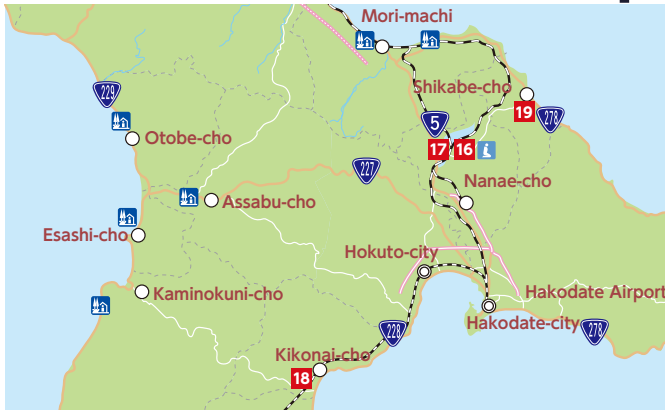 Mori-machi
229
Shikabe-cho
5
19
278
Otobe-cho
17
16
227
Assabu-cho
Nanae-cho
Esashi-cho
Hokuto-city
Kaminokuni-cho
Hakodate Airport
Hakodate-city
228
278
Kikonai-cho
18